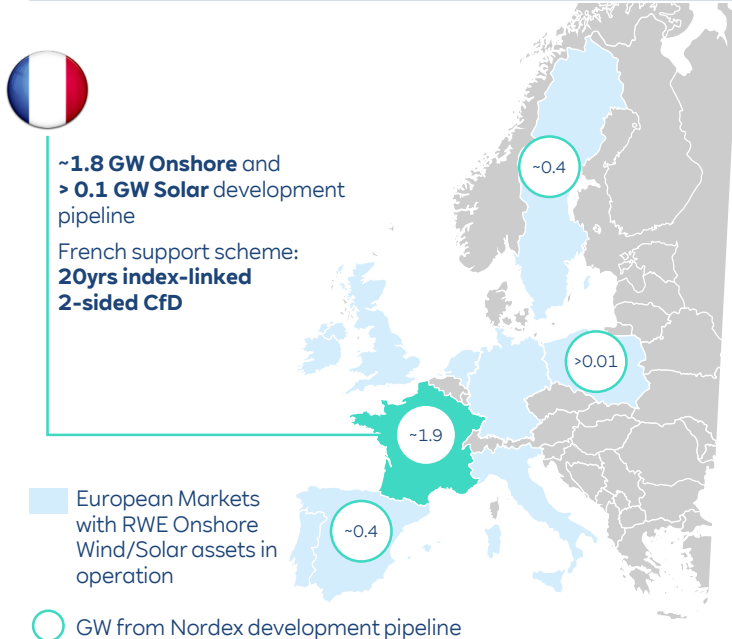 ~1.8 GW Onshore and
> 0.1 GW Solar development
pipeline
French support scheme:
20yrs index-linked
2-sided CfD
~0.4
>0.01
~1.9
~0.4
European Markets
with RWE Onshore
Wind/Solar assets in
operation
GW from Nordex development pipeline